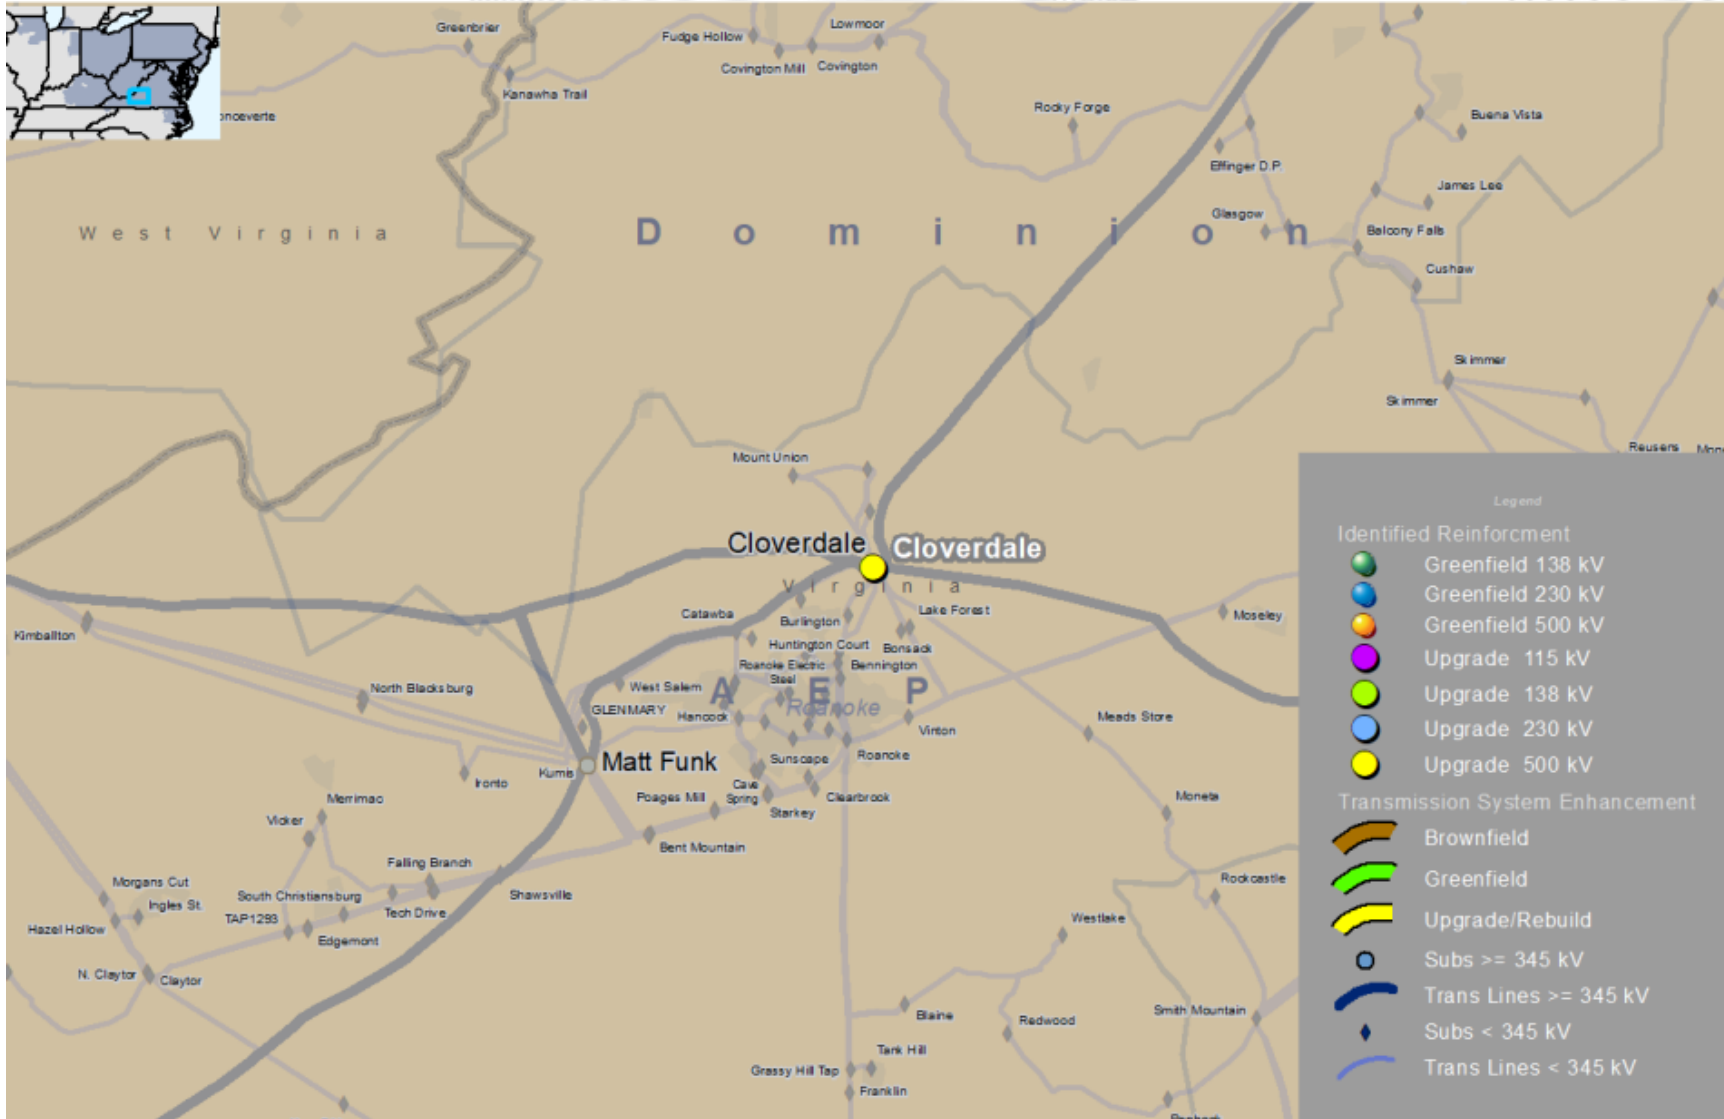 Greenbrier
Fudge Hollow
Lowmoor
Covington Mill
Covington
Kanawha Trail
Rocky Forge
Buena Vista
Effinger D.P.
James Lee
Glasgow
West Virginia
Dominion
Balcony Falls
Cushaw
Skimmer
Skimmer
Reusers
Mount Union
Cloverdale
Cloverdale
Virginia
Catawba
Burlington
Lake Forest
Moseley
Kimballton
Huntington Court
Bonsack
Roanoke Electric
Steel
Bennington
North Blacksburg
West Salem
AEP
GLENMARY
Hancock
Roanoke
Meads Store
Vinton
Matt Funk
Kumis
Sunscape
Roanoke
Ironto
Cave
Spring
Poages Mill
Clearbrook
Starkey
Moneta
Merrimac
Vicker
Bent Mountain
Falling Branch
Morgans Cut
Ingles St.
South Christiansburg
Shawsville
Rockcastle
TAP1293
Tech Drive
Westlake
Hazel Hollow
Edgemont
N. Claytor
Claytor
Blaine
Redwood
Smith Mountain
Tank Hill
Grassy Hill Tap
Franklin
Legend
Identified Reinforcment
Greenfield 138 kV
Greenfield 230 kV
Greenfield 500 kV
Upgrade 115 kV
Upgrade 138 kV
Upgrade 230 kV
Upgrade 500 kV
Transmission System Enhancement
Brownfield
Greenfield
Upgrade/Rebuild
Subs >= 345 kV
Trans Lines >= 345 kV
Subs < 345 kV
Trans Lines < 345 kV